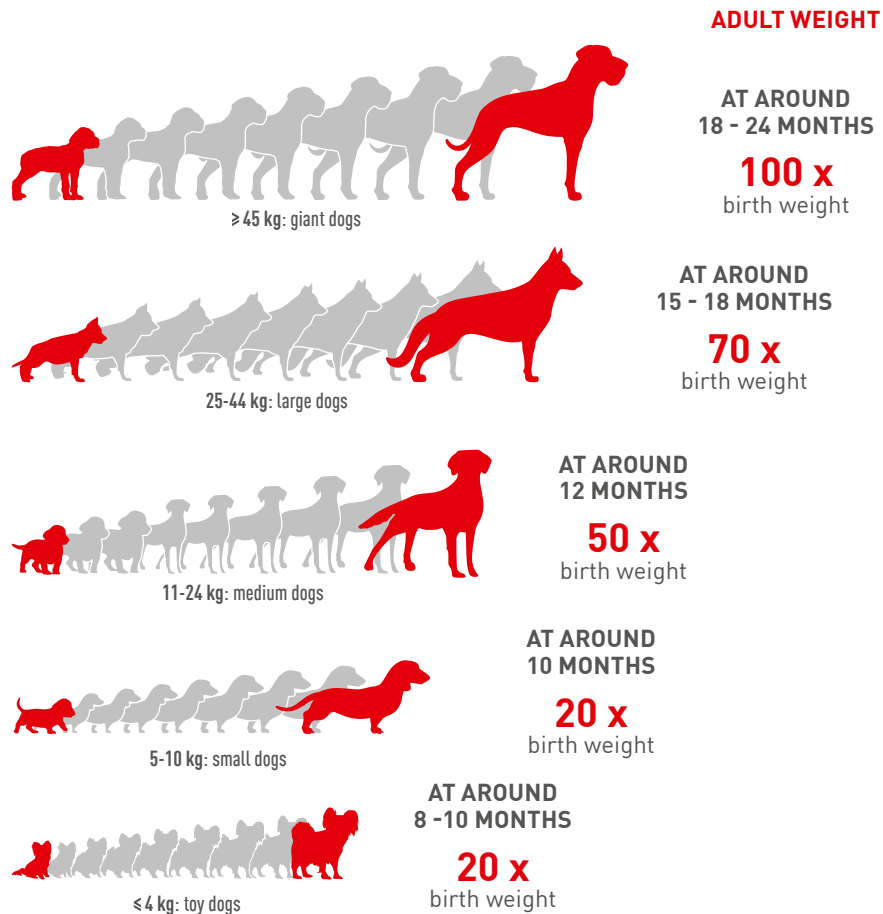 ADULT WEIGHT
AT AROUND
18 - 24 MONTHS
100 x
birth weight
≥ 45 kg: giant dogs
AT AROUND
15 - 18 MONTHS
70 x
birth weight
25-44 kg: large dogs
AT AROUND
12 MONTHS
50 x
birth weight
11-24 kg: medium dogs
AT AROUND
10 MONTHS
20 x
birth weight
5-10 kg: small dogs
AT AROUND
8 -10 MONTHS
20 x
birth weight
≤ 4 kg: toy dogs